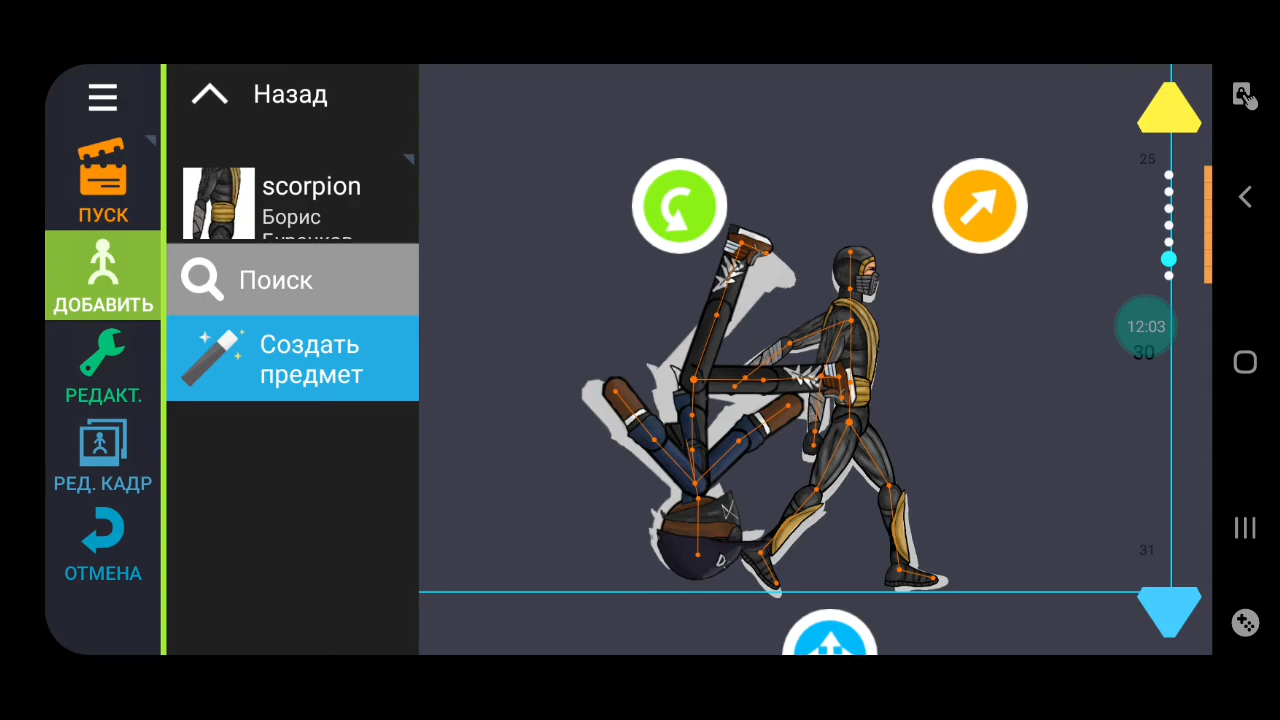 Назад
scorpion
Борис
ПУСК
ДОБАВИТЬ
Поиск
Создать
предмет
РЕДАКТ.
РЕД. КАДР
ОТМЕНА
25
12:03
30
31